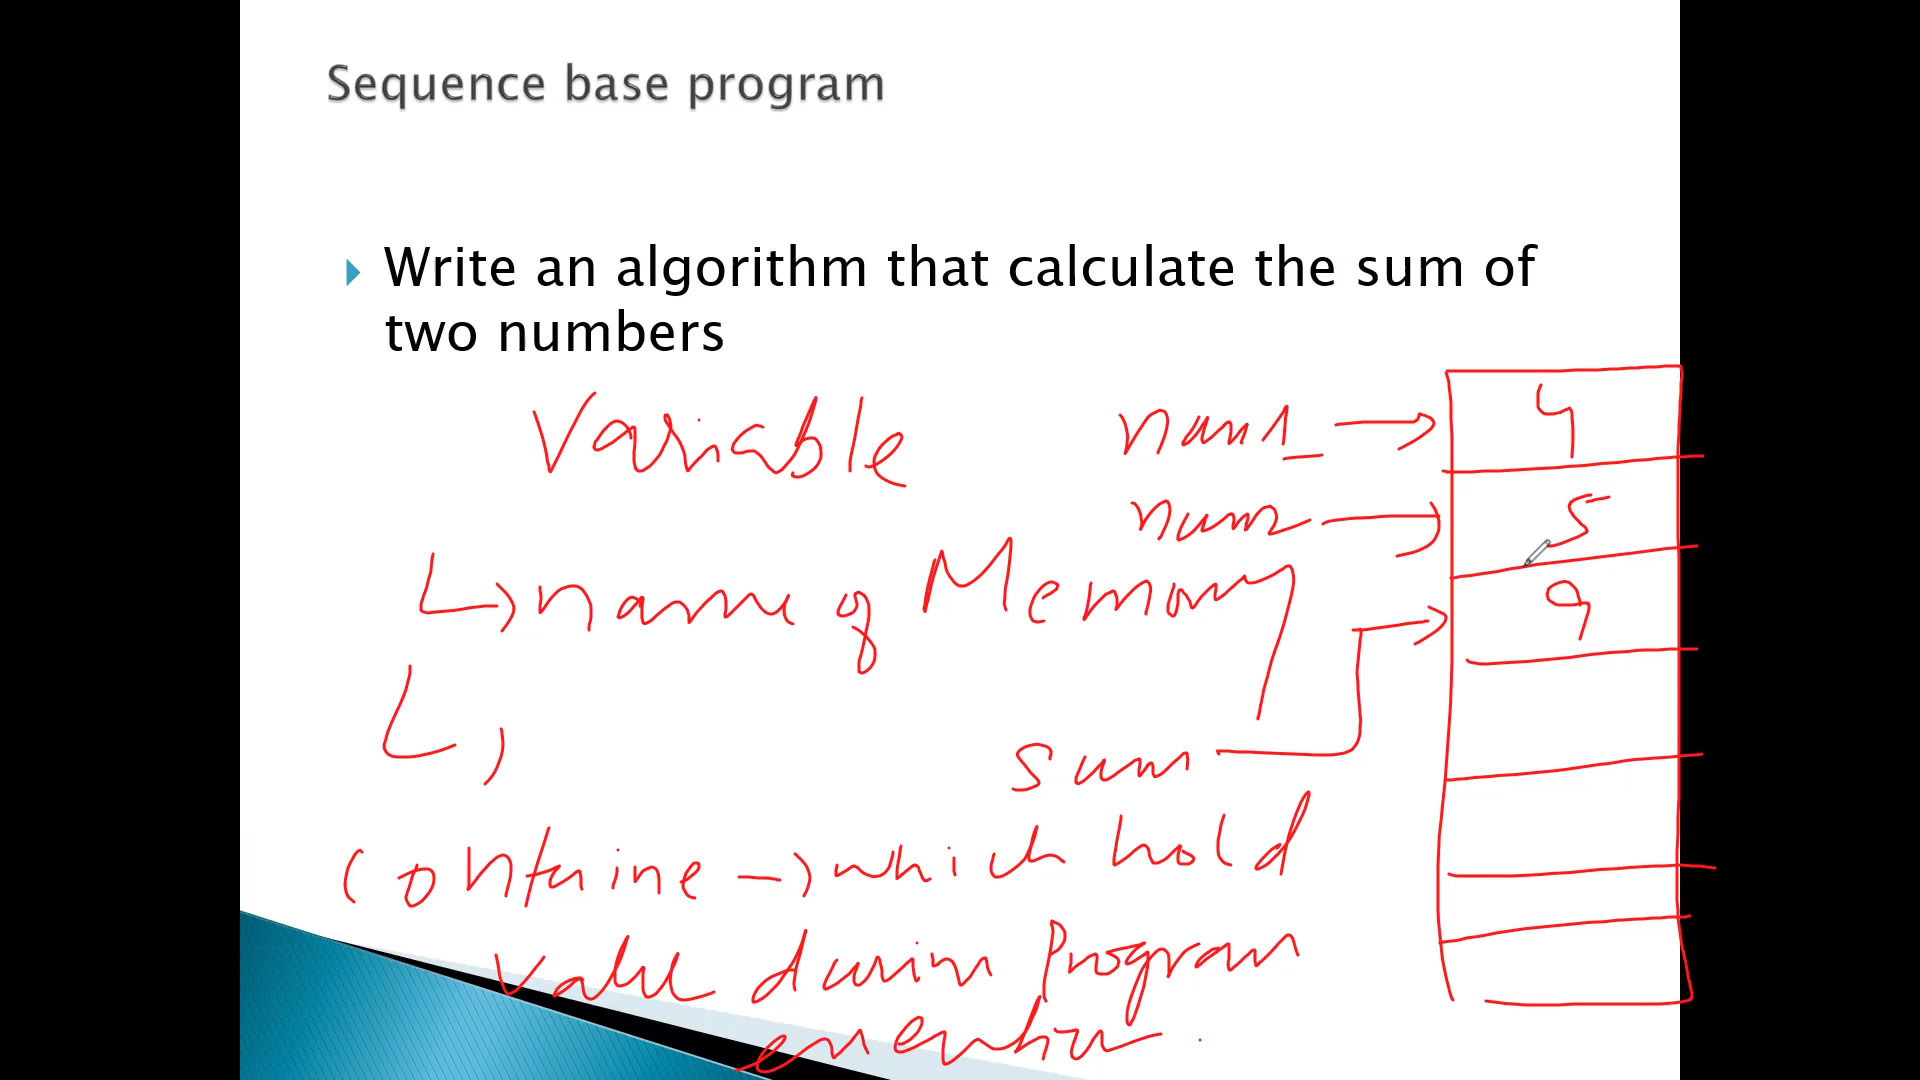 Sequence base program
Write an algorithm that calculate the sum of
two numbers
Variable
num1 → 4
num2 → 5
↳ name of Memory
9
sum
Container → which hold
Value during Program
execution.